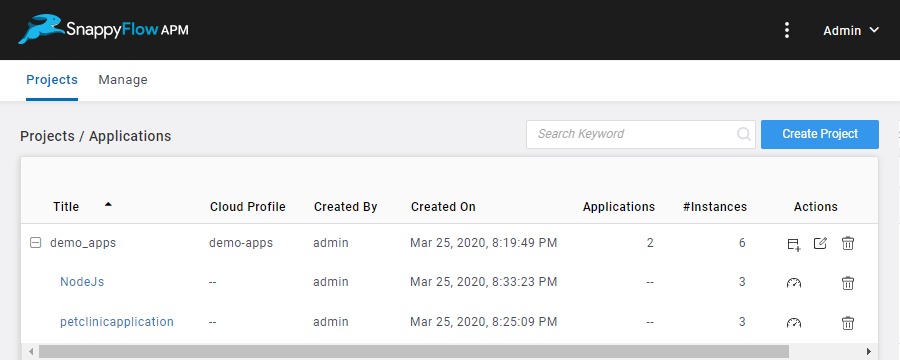 SnappyFlow APM
Admin
Projects Manage
Projects / Applications Search Keyword Create Project
Title Cloud Profile Created By Created On Applications #Instances Actions
demo_apps demo-apps admin Mar 25, 2020, 8:19:49 PM 2 6
NodeJs -- admin Mar 25, 2020, 8:33:23 PM -- 3
petclinicapplication -- admin Mar 25, 2020, 8:25:09 PM -- 3